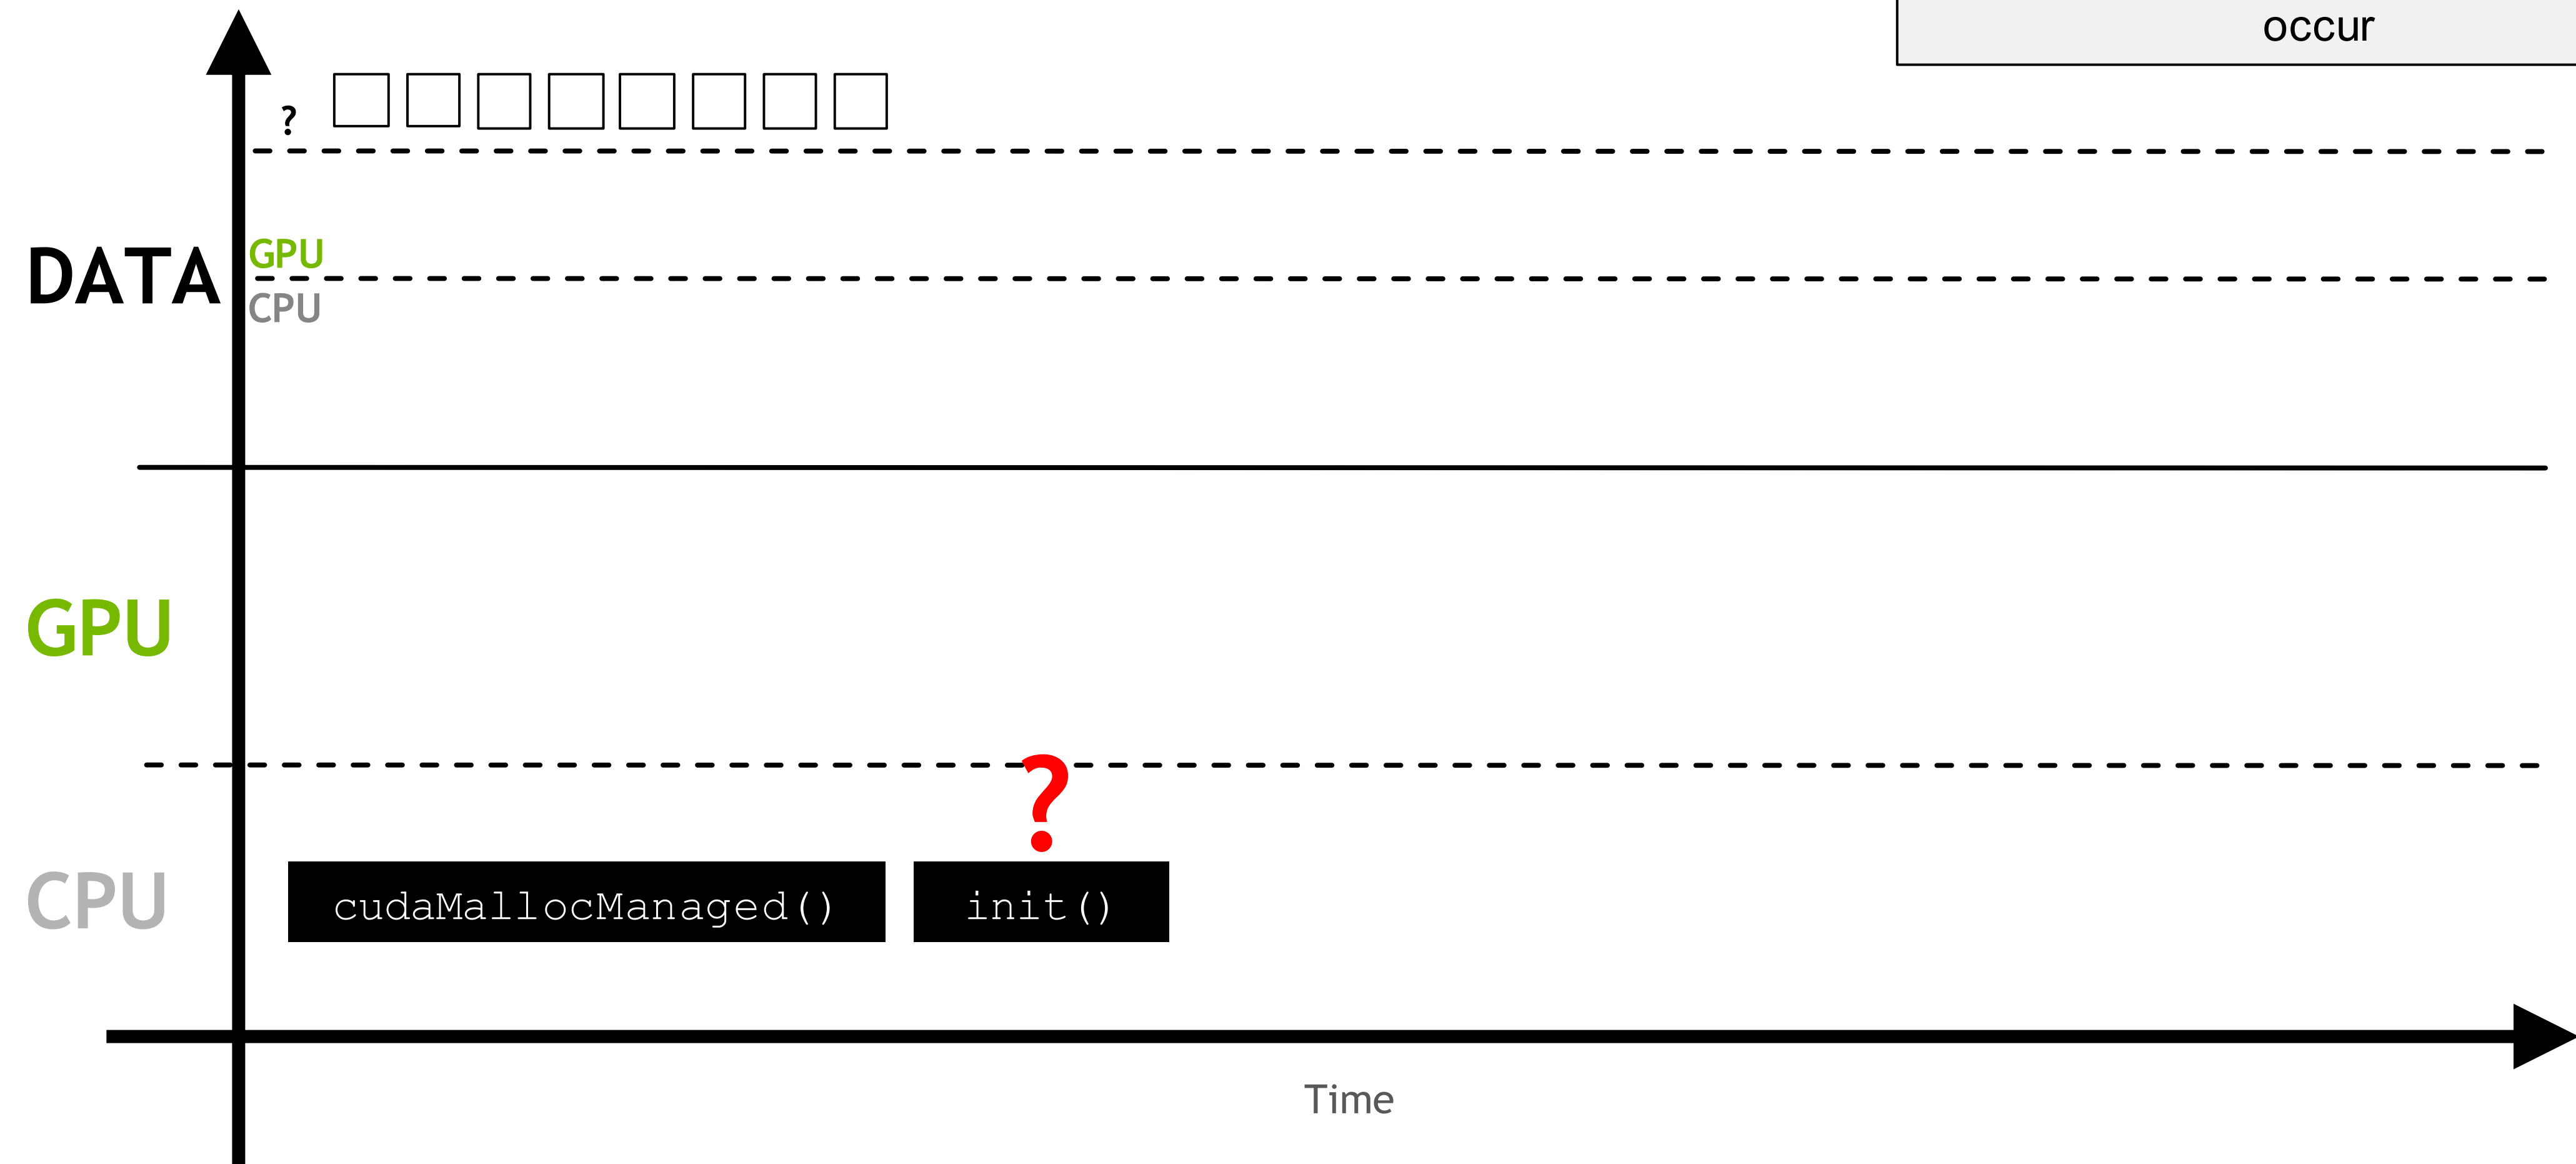 occur
?
DATA
GPU
CPU
GPU
?
CPU
cudaMallocManaged()
init()
Time